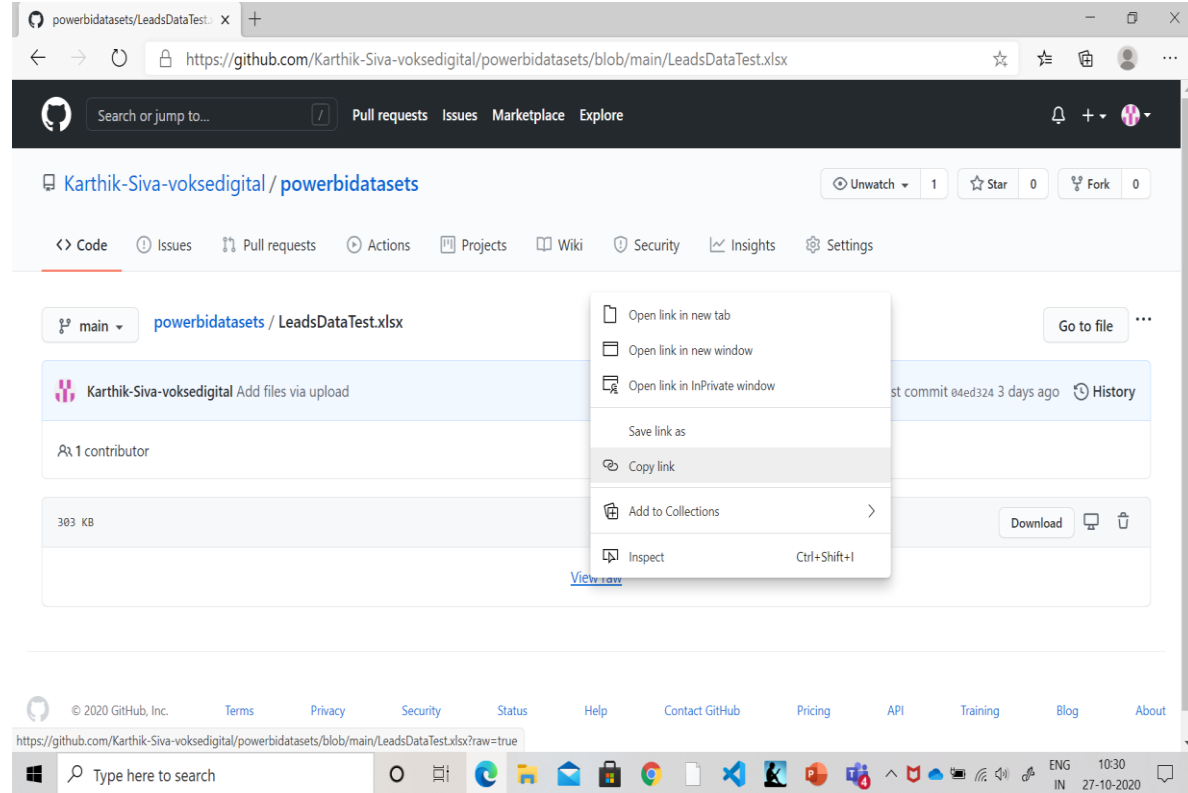 powerbidatasets/LeadsDataTest.
https://github.com/Karthik-Siva-voksedigital/powerbidatasets/blob/main/LeadsDataTest.xlsx
Search or jump to... / Pull requests Issues Marketplace Explore
Karthik-Siva-voksedigital / powerbidatasets Unwatch 1 Star 0 Fork 0
Code Issues Pull requests Actions Projects Wiki Security Insights Settings
main powerbidatasets / LeadsDataTest.xlsx Go to file
Karthik-Siva-voksedigital Add files via upload st commit 04ed324 3 days ago History
1 contributor
303 KB Download
View raw
Open link in new tab
Open link in new window
Open link in InPrivate window
Save link as
Copy link
Add to Collections
Inspect Ctrl+Shift+I
© 2020 GitHub, Inc. Terms Privacy Security Status Help Contact GitHub Pricing API Training Blog About
https://github.com/Karthik-Siva-voksedigital/powerbidatasets/blob/main/LeadsDataTest.xlsx?raw=true
Type here to search 4 ENG 10:30
IN 27-10-2020